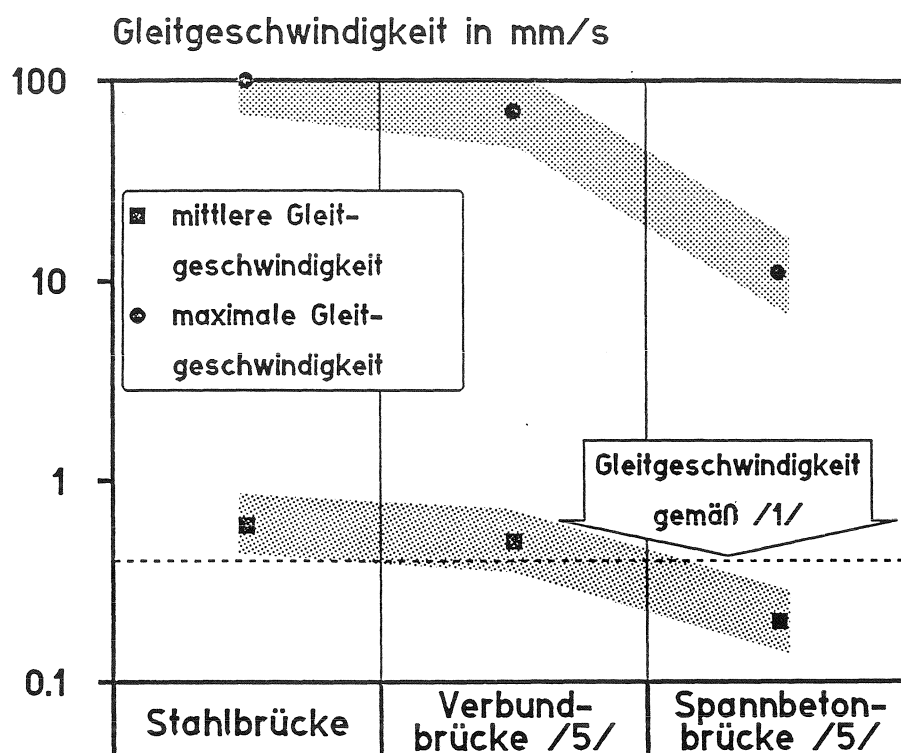 Gleitgeschwindigkeit in mm/s
100
10
1
0.1
mittlere Gleit-
geschwindigkeit
maximale Gleit-
geschwindigkeit
Gleitgeschwindigkeit
gemäß /1/
Stahlbrücke
Verbund-
brücke /5/
Spannbeton-
brücke /5/